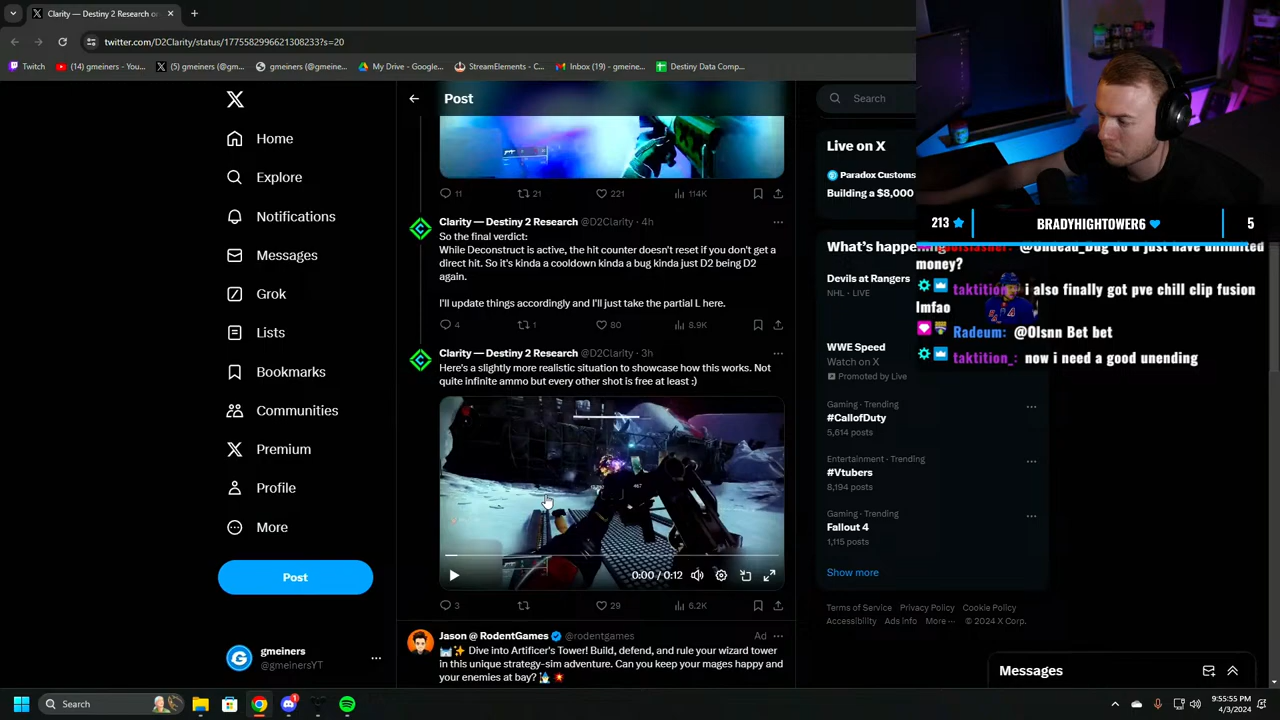 Clarity — Destiny 2 Research on
twitter.com/D2Clarity/status/1775582996621308233?s=20
Twitch
(14) gmeiners - You...
(5) gmeiners (@gm...
gmeiners (@gmeine...
My Drive - Google...
StreamElements - C...
Inbox (19) - gmeine...
Destiny Data Comp...
Post
Search
Home
Explore
Notifications
Messages
Grok
Lists
Bookmarks
Communities
Premium
Profile
More
Post
gmeiners
@gmeinersYT
11
21
221
114K
Clarity — Destiny 2 Research @D2Clarity · 4h
So the final verdict:
While Deconstruct is active, the hit counter doesn't reset if you don't get a
direct hit. So it's kinda a cooldown kinda a bug kinda just D2 being D2
again.
I'll update things accordingly and I'll just take the partial L here.
4
1
80
8.9K
Clarity — Destiny 2 Research @D2Clarity · 3h
Here's a slightly more realistic situation to showcase how this works. Not
quite infinite ammo but every other shot is free at least :)
0:00 / 0:12
3
29
6.2K
Jason @ RodentGames @rodentgames
Ad
Dive into Artificer's Tower! Build, defend, and rule your wizard tower
in this unique strategy-sim adventure. Can you keep your mages happy and
your enemies at bay?
Live on X
Paradox Customs
Building a $8,000
What's happening
Devils at Rangers
NHL · LIVE
WWE Speed
Watch on X
Promoted by Live
Gaming · Trending
#CallofDuty
5,614 posts
Entertainment · Trending
#Vtubers
8,194 posts
Gaming · Trending
Fallout 4
1,115 posts
Show more
Terms of Service Privacy Policy Cookie Policy
Accessibility Ads info More ··· © 2024 X Corp.
Messages
213
BRADYHIGHTOWER6
5
unlimited
money?
taktition_: i also finally got pve chill clip fusion
lmfao
Radeum: @Olsnn Bet bet
taktition_: now i need a good unending
Search
9:55:55 PM
4/3/2024